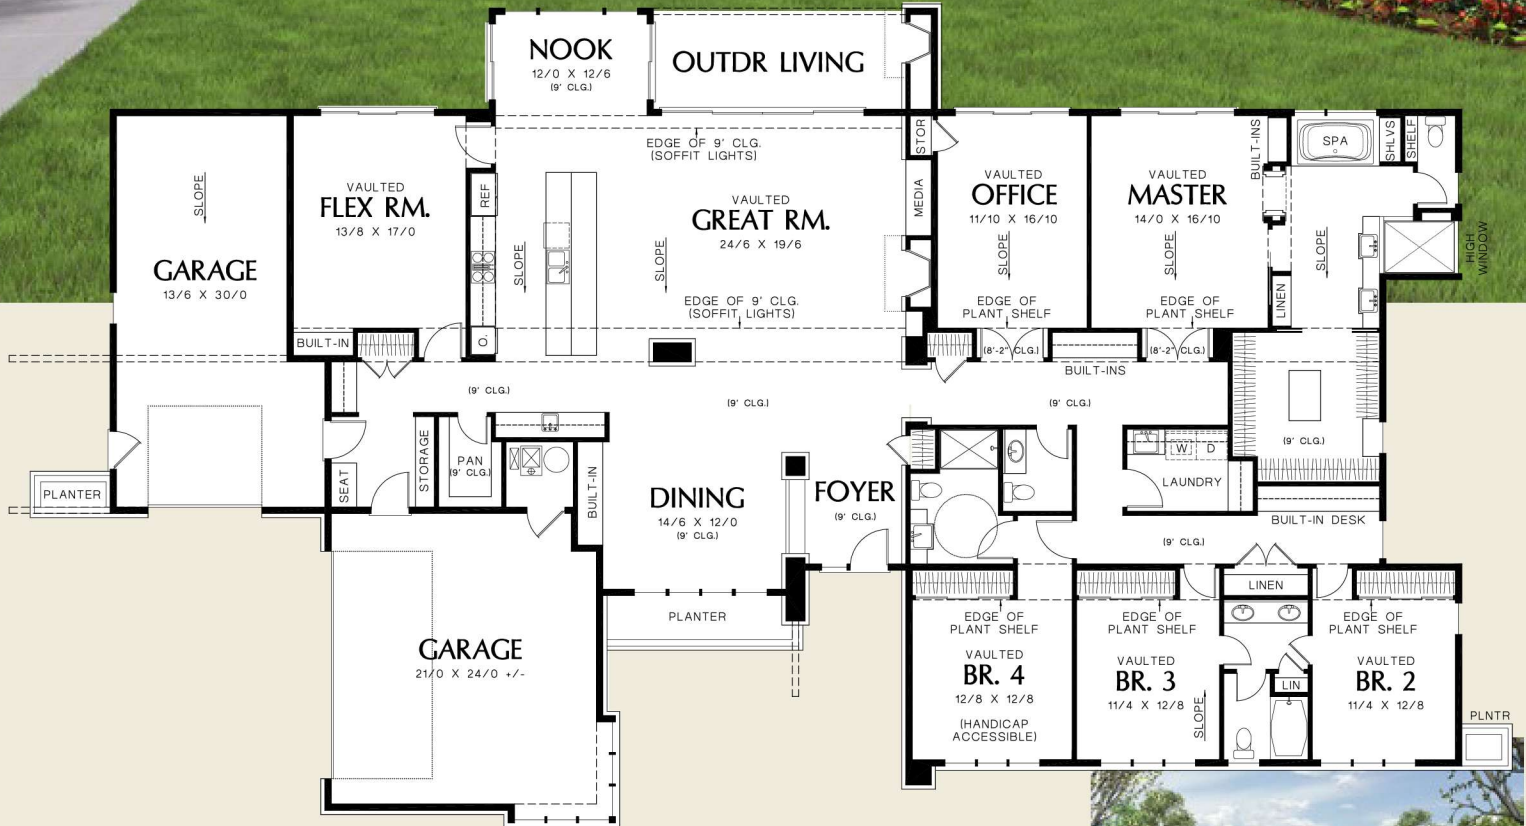 NOOK
12/0 X 12/6
(9' CLG.)
OUTDR LIVING
EDGE OF 9' CLG.
(SOFFIT LIGHTS)
STOR
BUILT-INS
SPA
SHLVS
SHELF
SLOPE
VAULTED
FLEX RM.
13/8 X 17/0
REF
VAULTED
GREAT RM.
24/6 X 19/6
MEDIA
VAULTED
OFFICE
11/10 X 16/10
VAULTED
MASTER
14/0 X 16/10
GARAGE
13/6 X 30/0
SLOPE
SLOPE
SLOPE
SLOPE
SLOPE
HIGH
WINDOW
EDGE OF 9' CLG.
(SOFFIT LIGHTS)
EDGE OF
PLANT SHELF
EDGE OF
PLANT SHELF
LINEN
BUILT-IN
O.
(8'-2" CLG.)
(8'-2" CLG.)
BUILT-INS
(9' CLG.)
(9' CLG.)
(9' CLG.)
(9' CLG.)
PLANTER
SEAT
STORAGE
PAN
(9' CLG.)
BUILT-IN
DINING
14/6 X 12/0
(9' CLG.)
FOYER
(9' CLG.)
W
D
LAUNDRY
BUILT-IN DESK
(9' CLG.)
LINEN
PLANTER
GARAGE
21/0 X 24/0 +/-
EDGE OF
PLANT SHELF
VAULTED
BR. 4
12/8 X 12/8
(HANDICAP
ACCESSIBLE)
EDGE OF
PLANT SHELF
VAULTED
BR. 3
11/4 X 12/8
SLOPE
LIN
EDGE OF
PLANT SHELF
VAULTED
BR. 2
11/4 X 12/8
PLNTR